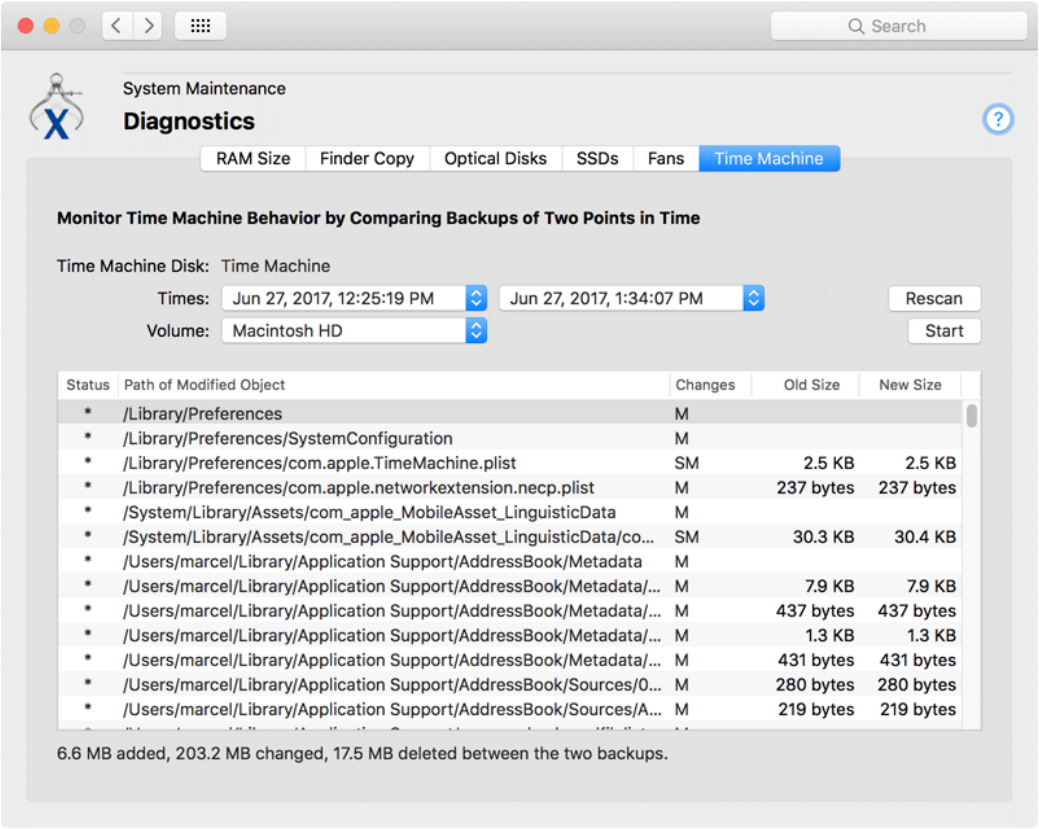 Search
System Maintenance
Diagnostics
?
X
RAM Size Finder Copy Optical Disks SSDs Fans Time Machine
Monitor Time Machine Behavior by Comparing Backups of Two Points in Time
Time Machine Disk: Time Machine
Times: Jun 27, 2017, 12:25:19 PM Jun 27, 2017, 1:34:07 PM Rescan
Volume: Macintosh HD Start
Status Path of Modified Object Changes Old Size New Size
* /Library/Preferences M
* /Library/Preferences/SystemConfiguration M
* /Library/Preferences/com.apple.TimeMachine.plist SM 2.5 KB 2.5 KB
* /Library/Preferences/com.apple.networkextension.necp.plist M 237 bytes 237 bytes
* /System/Library/Assets/com_apple_MobileAsset_LinguisticData M
* /System/Library/Assets/com_apple_MobileAsset_LinguisticData/co... SM 30.3 KB 30.4 KB
* /Users/marcel/Library/Application Support/AddressBook/Metadata M
* /Users/marcel/Library/Application Support/AddressBook/Metadata/... M 7.9 KB 7.9 KB
* /Users/marcel/Library/Application Support/AddressBook/Metadata/... M 437 bytes 437 bytes
* /Users/marcel/Library/Application Support/AddressBook/Metadata/... M 1.3 KB 1.3 KB
* /Users/marcel/Library/Application Support/AddressBook/Metadata/... M 431 bytes 431 bytes
* /Users/marcel/Library/Application Support/AddressBook/Sources/0... M 280 bytes 280 bytes
* /Users/marcel/Library/Application Support/AddressBook/Sources/A... M 219 bytes 219 bytes
6.6 MB added, 203.2 MB changed, 17.5 MB deleted between the two backups.